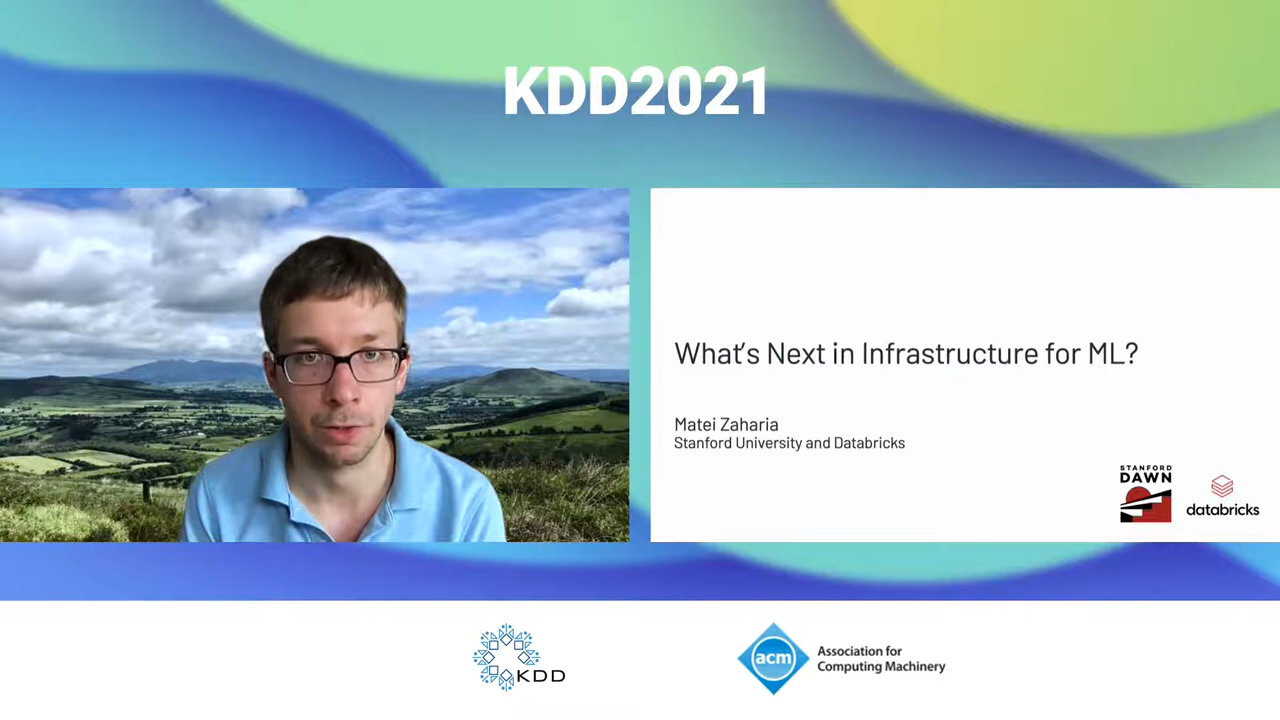 KDD2021
What's Next in Infrastructure for ML?
Matei Zaharia
Stanford University and Databricks
STANFORD
DAWN
databricks
KDD
acm
Association for
Computing Machinery